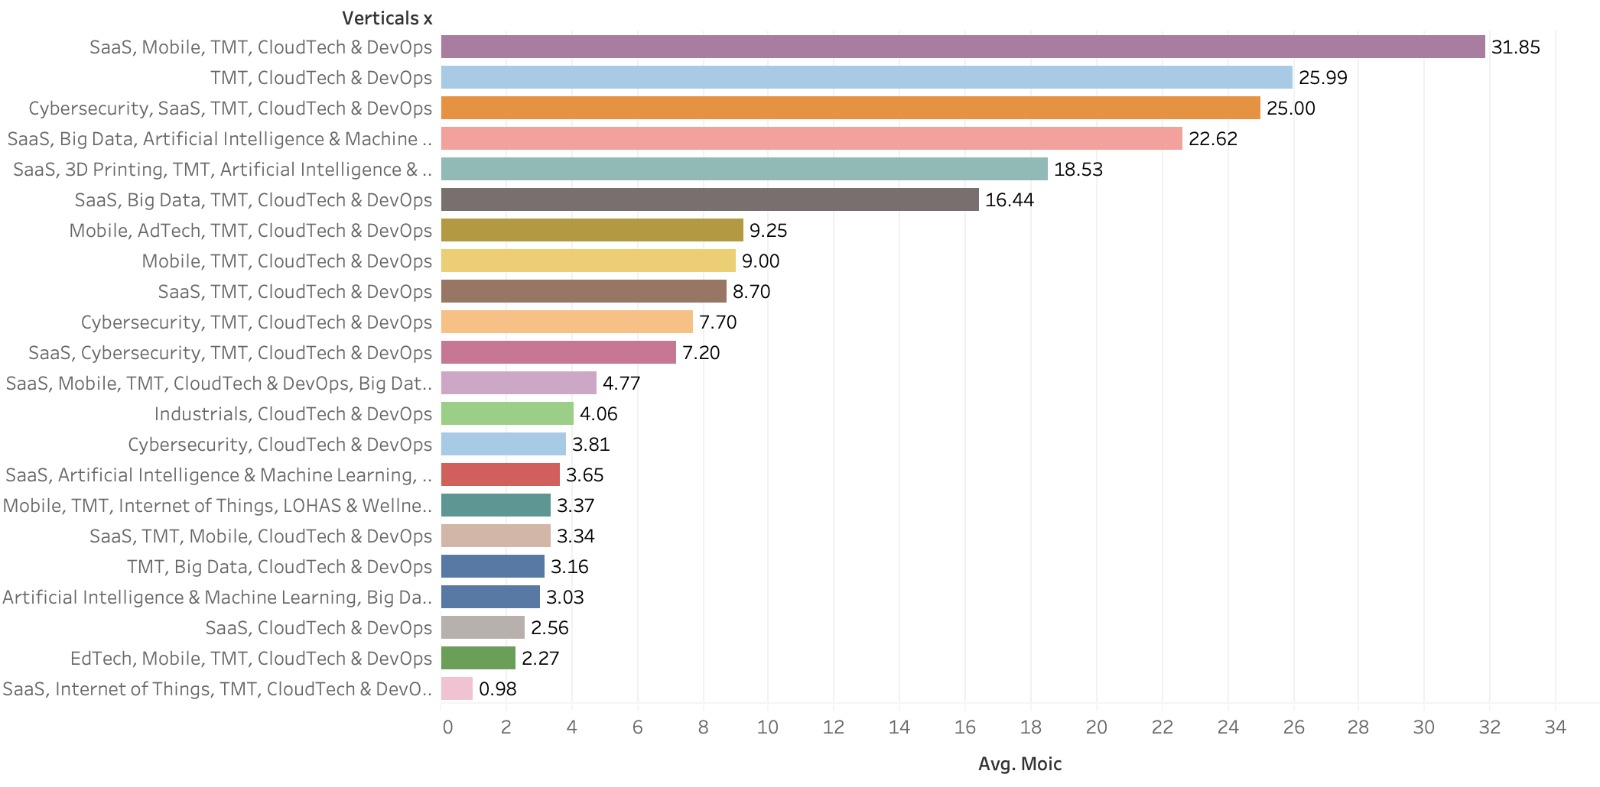 Verticals x
SaaS, Mobile, TMT, CloudTech & DevOps 31.85
TMT, CloudTech & DevOps 25.99
Cybersecurity, SaaS, TMT, CloudTech & DevOps 25.00
SaaS, Big Data, Artificial Intelligence & Machine .. 22.62
SaaS, 3D Printing, TMT, Artificial Intelligence & .. 18.53
SaaS, Big Data, TMT, CloudTech & DevOps 16.44
Mobile, AdTech, TMT, CloudTech & DevOps 9.25
Mobile, TMT, CloudTech & DevOps 9.00
SaaS, TMT, CloudTech & DevOps 8.70
Cybersecurity, TMT, CloudTech & DevOps 7.70
SaaS, Cybersecurity, TMT, CloudTech & DevOps 7.20
SaaS, Mobile, TMT, CloudTech & DevOps, Big Dat.. 4.77
Industrials, CloudTech & DevOps 4.06
Cybersecurity, CloudTech & DevOps 3.81
SaaS, Artificial Intelligence & Machine Learning, .. 3.65
Mobile, TMT, Internet of Things, LOHAS & Wellne.. 3.37
SaaS, TMT, Mobile, CloudTech & DevOps 3.34
TMT, Big Data, CloudTech & DevOps 3.16
Artificial Intelligence & Machine Learning, Big Da.. 3.03
SaaS, CloudTech & DevOps 2.56
EdTech, Mobile, TMT, CloudTech & DevOps 2.27
SaaS, Internet of Things, TMT, CloudTech & DevO.. 0.98
0 2 4 6 8 10 12 14 16 18 20 22 24 26 28 30 32 34
Avg. Moic